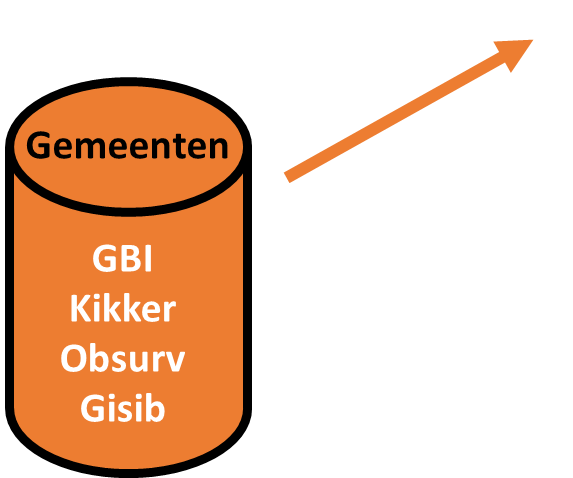 Gemeenten
GBI
Kikker
Obsurv
Gisib